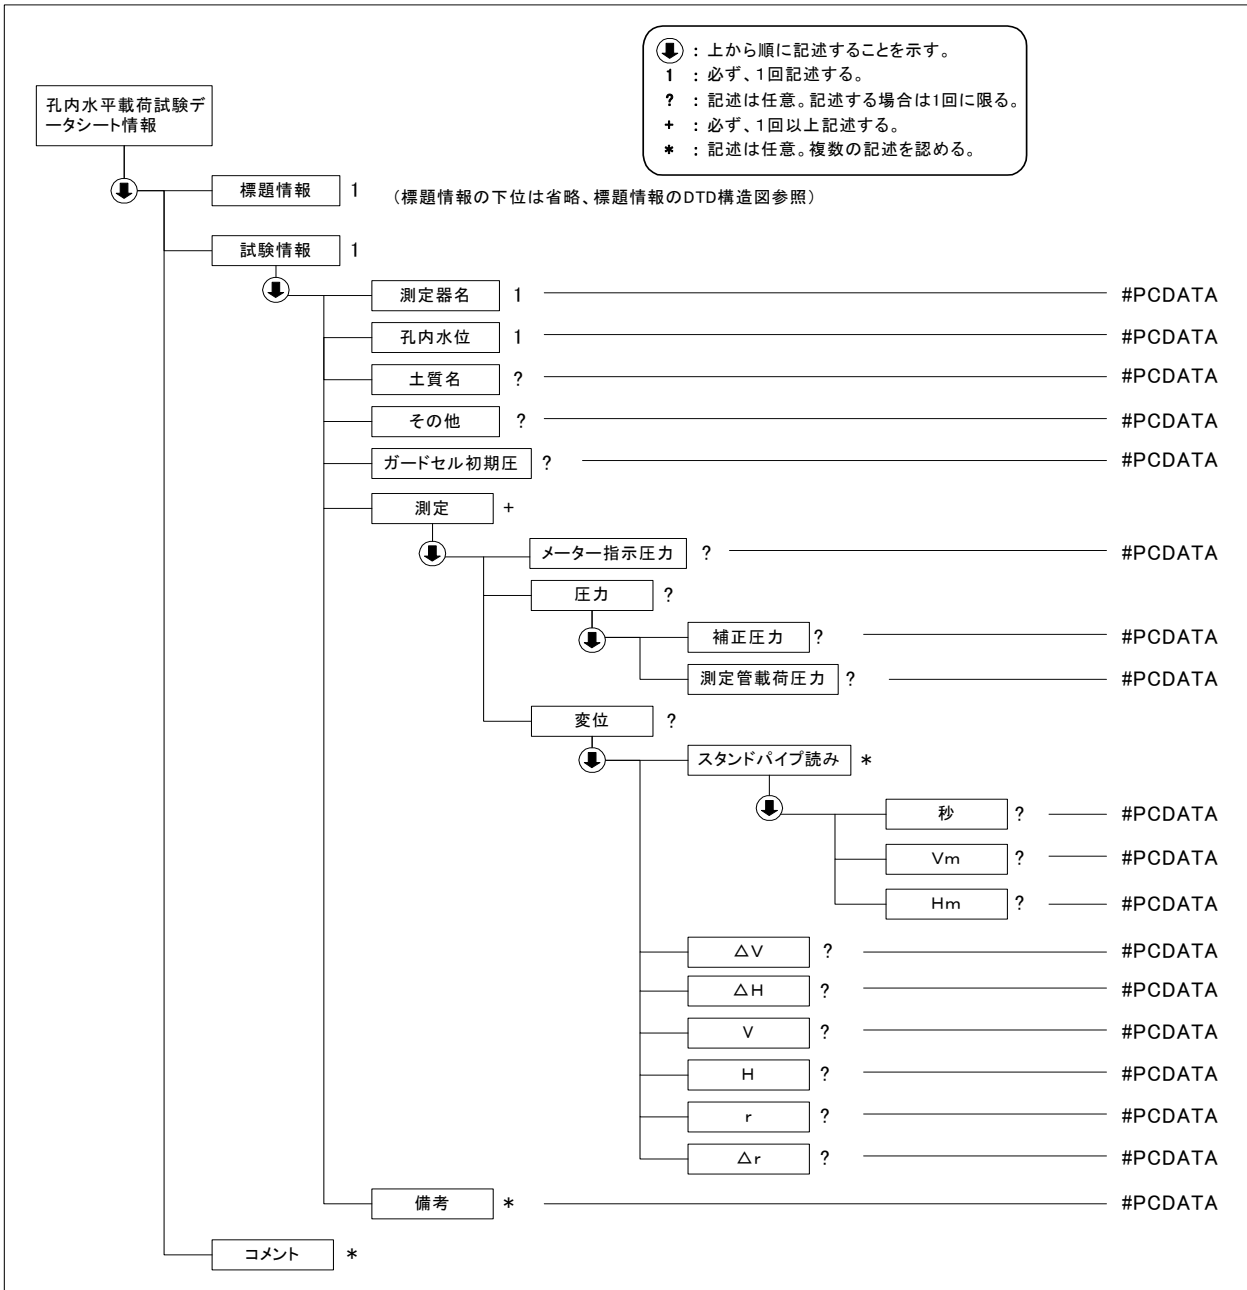 ：上から順に記述することを示す。
1 ：必ず、1回記述する。
? ：記述は任意。記述する場合は1回に限る。
+ ：必ず、1回以上記述する。
* ：記述は任意。複数の記述を認める。
孔内水平載荷試験デ
ータシート情報
標題情報 1 （標題情報の下位は省略、標題情報のDTD構造図参照）
試験情報 1
測定器名 1 #PCDATA
孔内水位 1 #PCDATA
土質名 ? #PCDATA
その他 ? #PCDATA
ガードセル初期圧 ? #PCDATA
測定 +
メーター指示圧力 ? #PCDATA
圧力 ?
補正圧力 ? #PCDATA
測定管載荷圧力 ? #PCDATA
変位 ?
スタンドパイプ読み *
秒 ? #PCDATA
Ｖｍ ? #PCDATA
Ｈｍ ? #PCDATA
△Ｖ ? #PCDATA
△Ｈ ? #PCDATA
Ｖ ? #PCDATA
Ｈ ? #PCDATA
ｒ ? #PCDATA
△ｒ ? #PCDATA
備考 * #PCDATA
コメント *